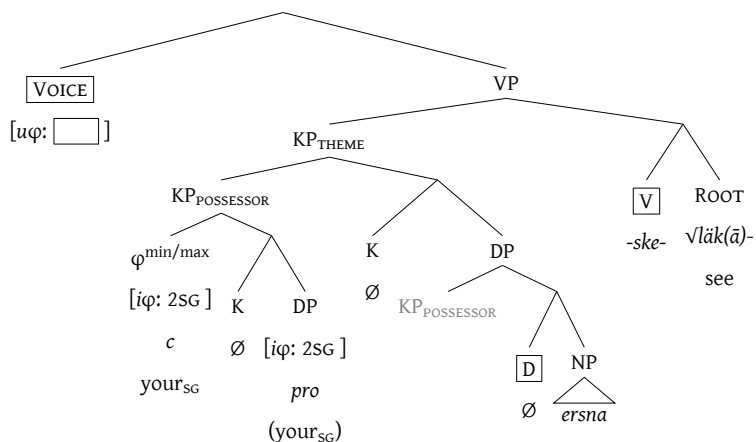 VOICE
VP
[uφ: ]
KP_THEME
KP_POSSESSOR
V
ROOT
φ^min/max
K
DP
-ske-
√läk(ā)-
[iφ: 2SG ]
K
DP
Ø
KP_POSSESSOR
see
c
Ø
[iφ: 2SG ]
D
NP
your_SG
pro
Ø
ersna
(your_SG)